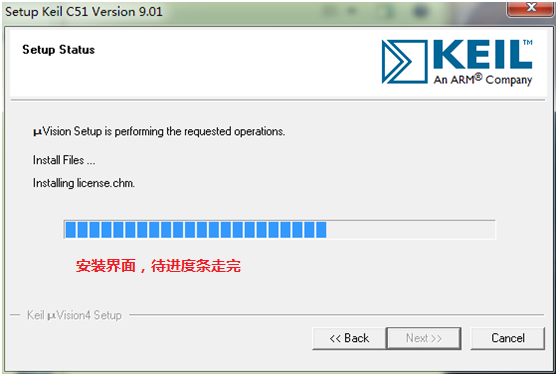 Setup Keil C51 Version 9.01
Setup Status
KEIL™
An ARM® Company
µVision Setup is performing the requested operations.
Install Files ...
Installing license.chm.
安装界面，待进度条走完
Keil µVision4 Setup
<< Back
Next >>
Cancel